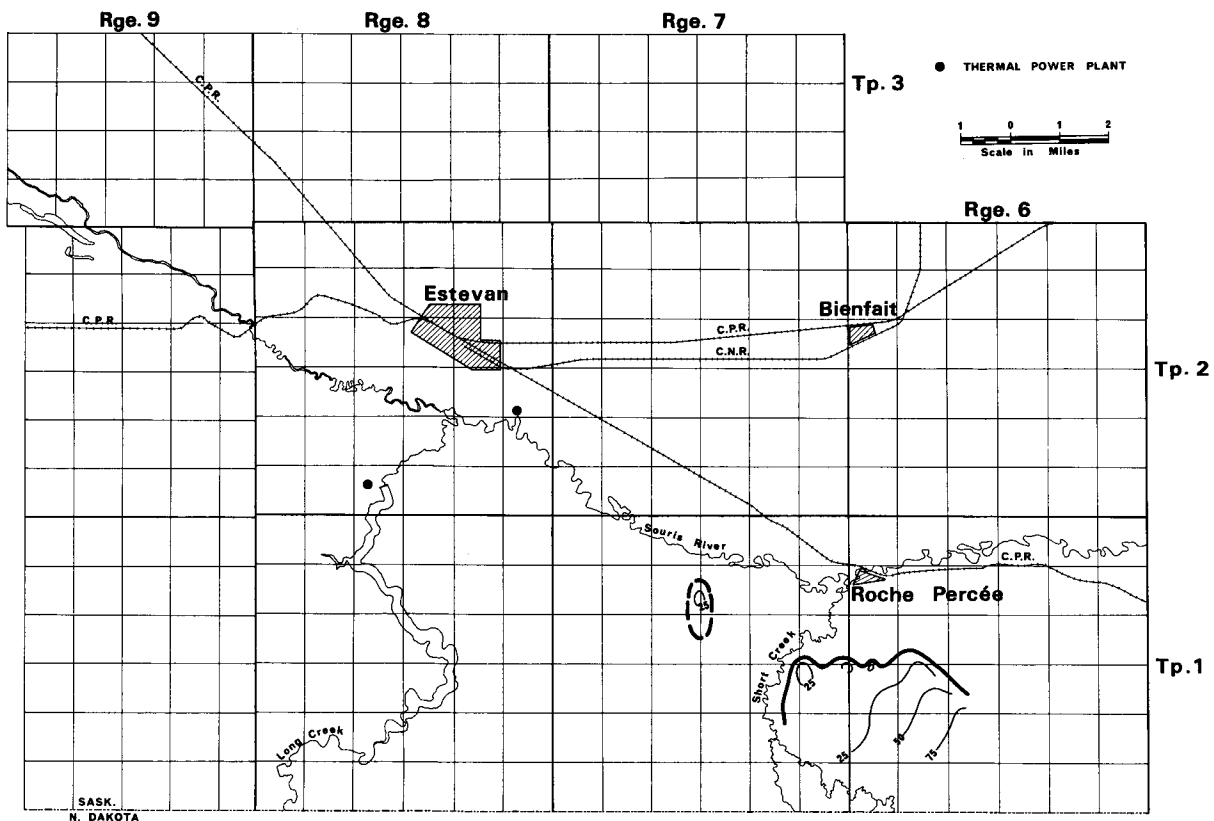 Rge. 9
Rge. 8
Rge. 7
THERMAL POWER PLANT
Tp. 3
C.P.R.
1 0 1 2
Scale in Miles
Rge. 6
Estevan
Bienfait
C.P.R.
C.P.R.
C.N.R.
Tp. 2
Souris River
C.P.R.
25
Roche Percée
Short Creek
Tp. 1
25
25
50
75
Long Creek
SASK.
N. DAKOTA